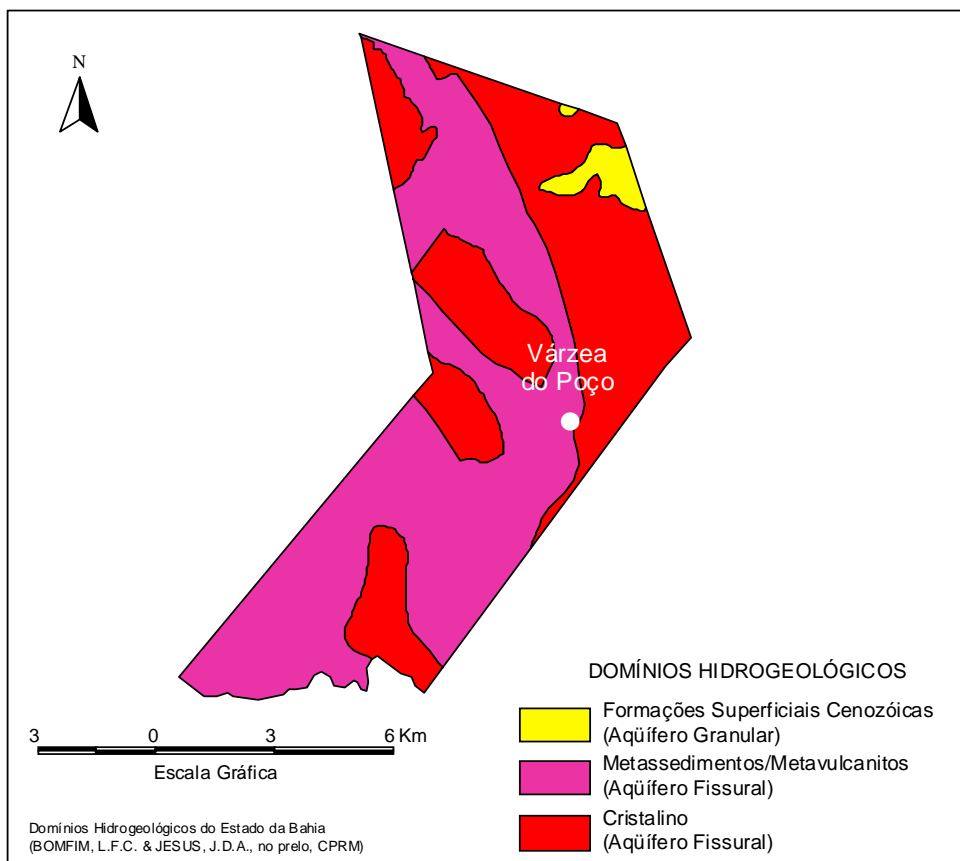 N
Várzea
do Poço
DOMÍNIOS HIDROGEOLÓGICOS
Formações Superficiais Cenozóicas
(Aqüífero Granular)
Metassedimentos/Metavulcanitos
(Aqüífero Fissural)
Cristalino
(Aqüífero Fissural)
3 0 3 6 Km
Escala Gráfica
Domínios Hidrogeológicos do Estado da Bahia
(BOMFIM, L.F.C. & JESUS, J.D.A., no prelo, CPRM)